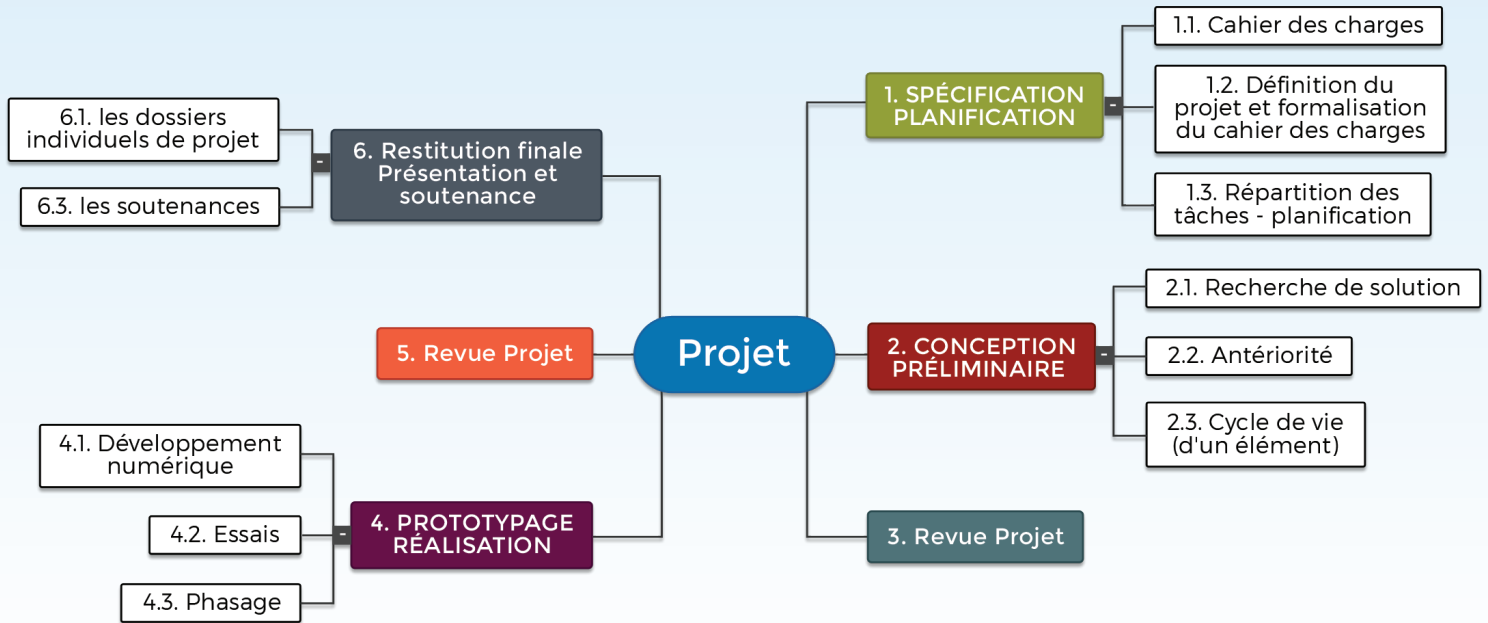 Projet
1. SPÉCIFICATION
PLANIFICATION
1.1. Cahier des charges
1.2. Définition du
projet et formalisation
du cahier des charges
1.3. Répartition des
tâches - planification
2. CONCEPTION
PRÉLIMINAIRE
2.1. Recherche de solution
2.2. Antériorité
2.3. Cycle de vie
(d'un élément)
3. Revue Projet
4. PROTOTYPAGE
RÉALISATION
4.1. Développement
numérique
4.2. Essais
4.3. Phasage
5. Revue Projet
6. Restitution finale
Présentation et
soutenance
6.1. les dossiers
individuels de projet
6.3. les soutenances